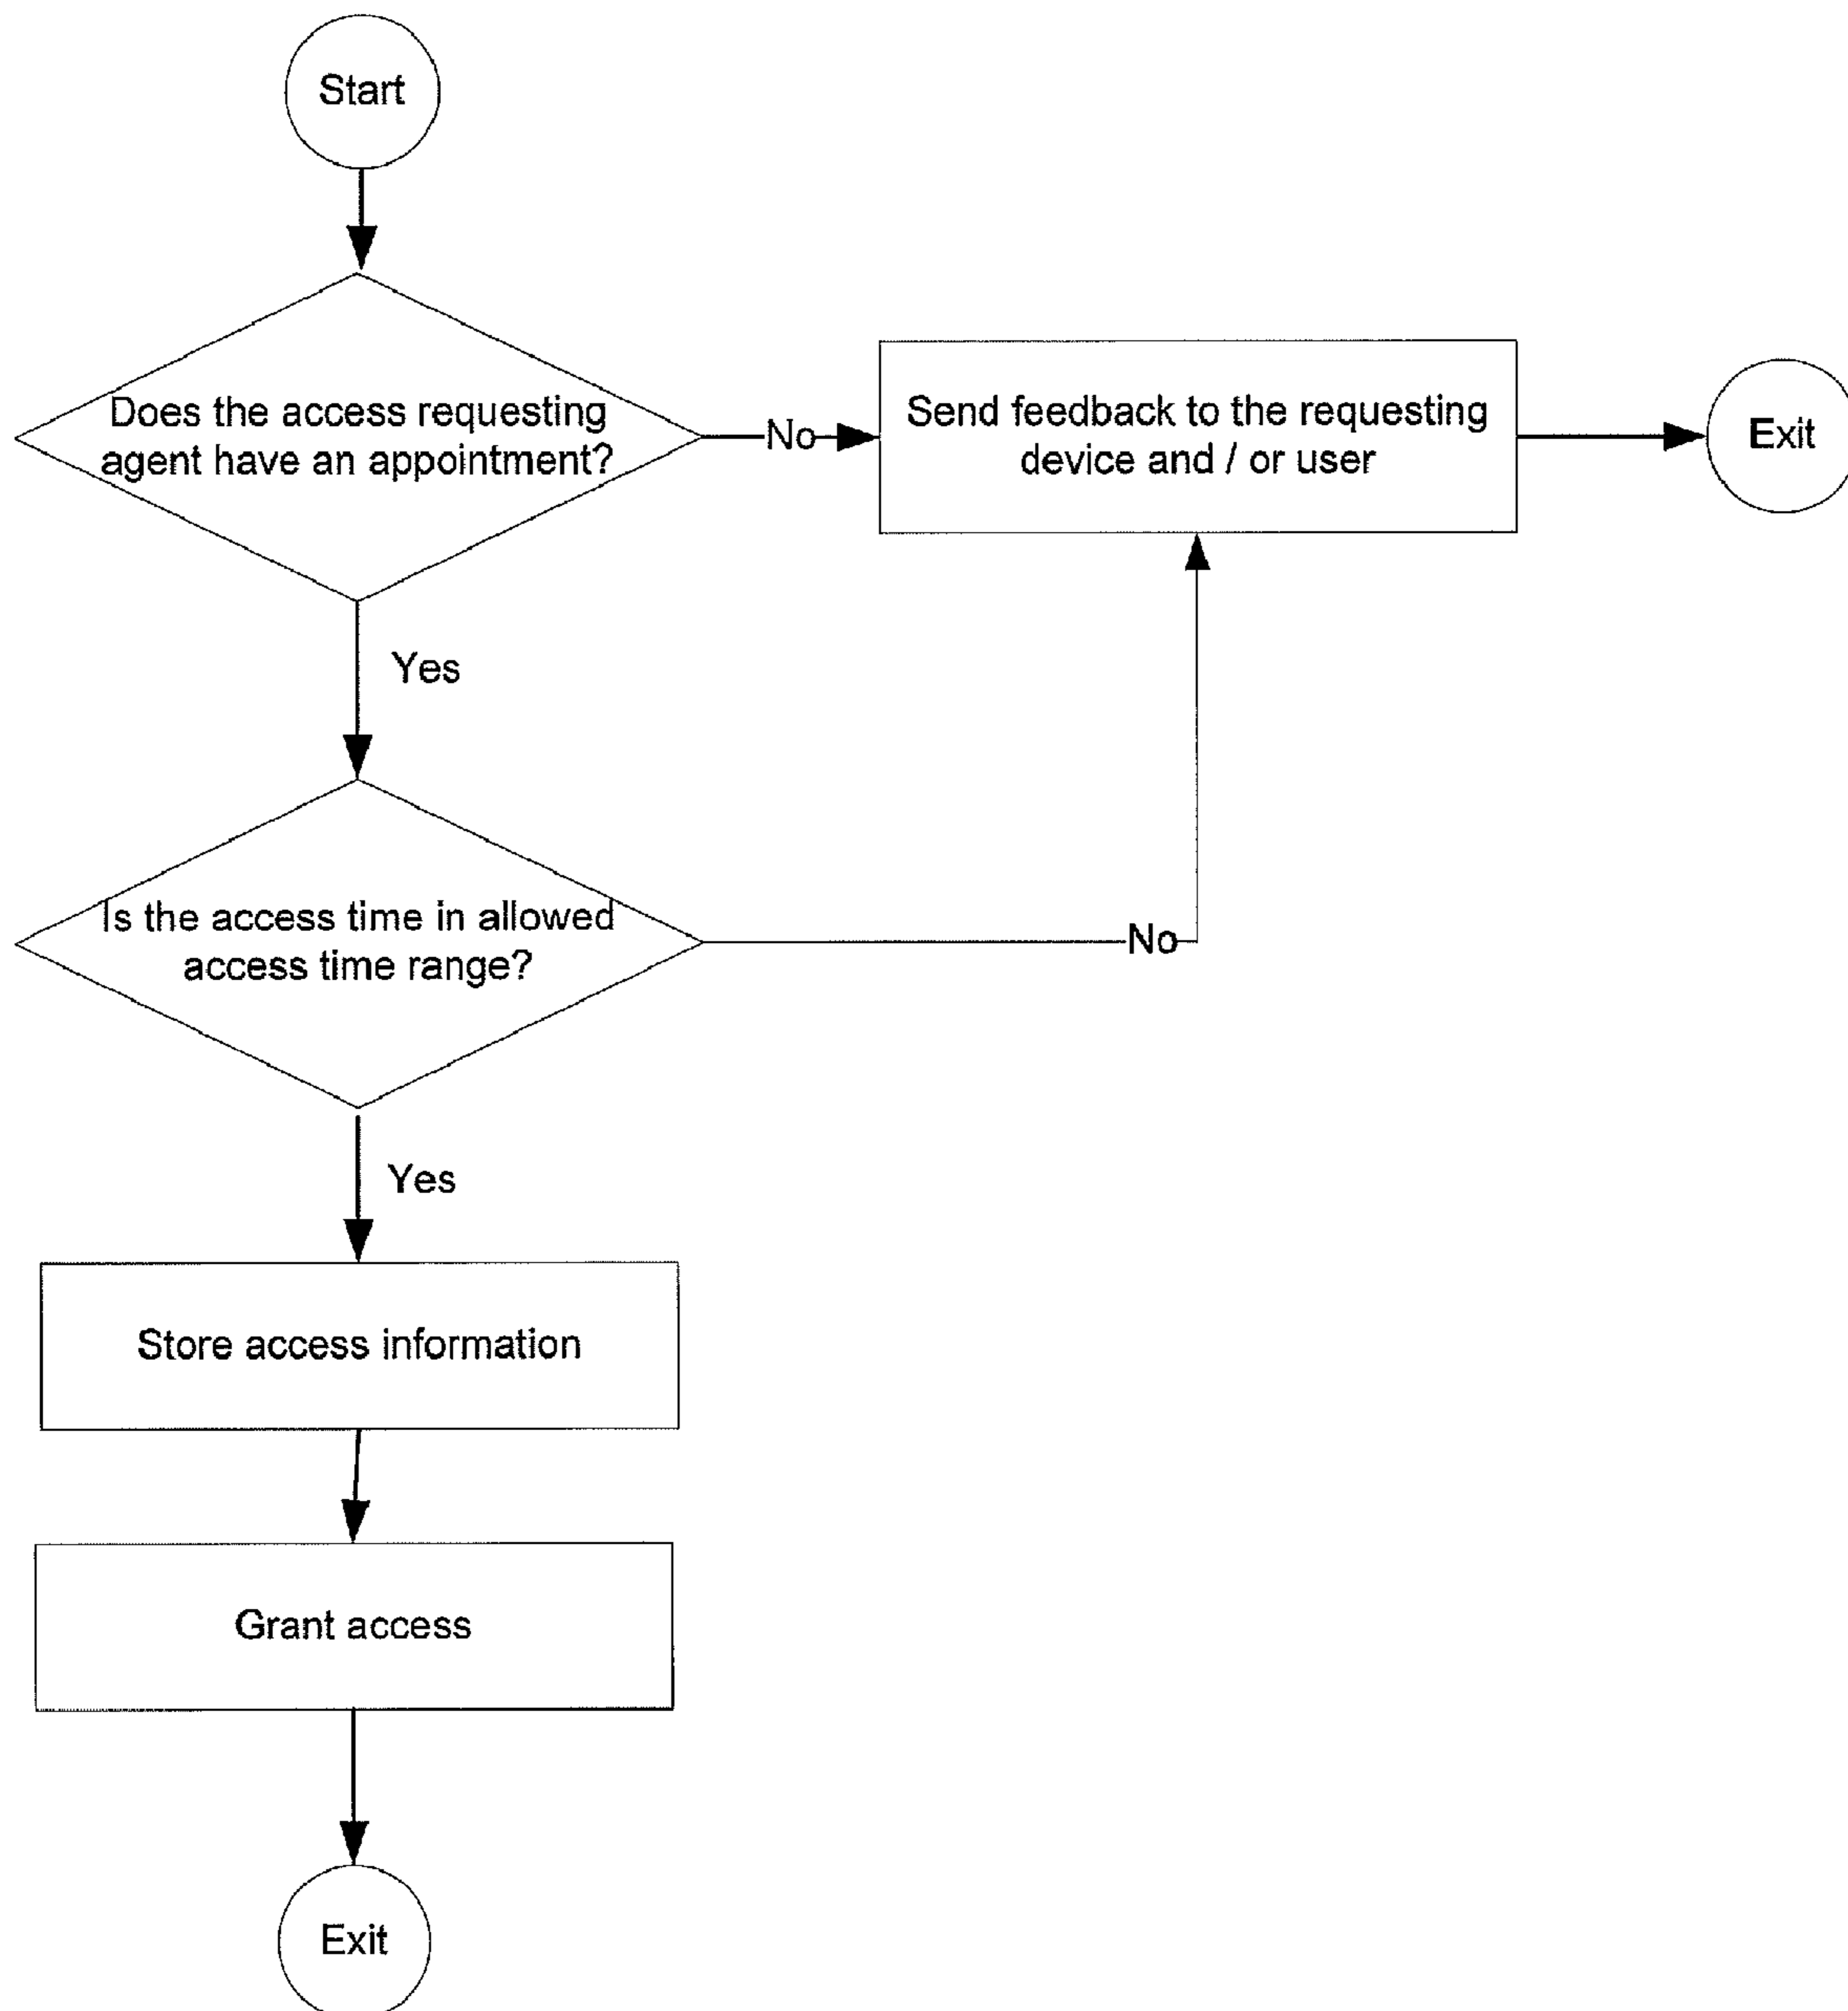 Start
Does the access requesting
agent have an appointment?
No
Send feedback to the requesting
device and / or user
Exit
Yes
Is the access time in allowed
access time range?
No
Yes
Store access information
Grant access
Exit